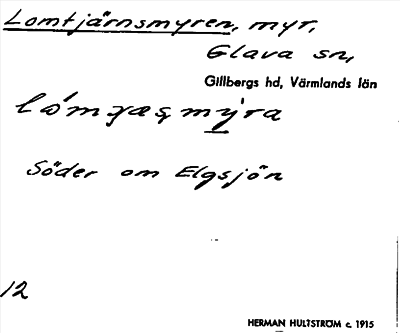 Lomtjärnsmyren, myr,
Glava sn,
Gillbergs hd, Värmlands län
Söder om Elgsjön
12
HERMAN HULTSTRÖM c. 1915